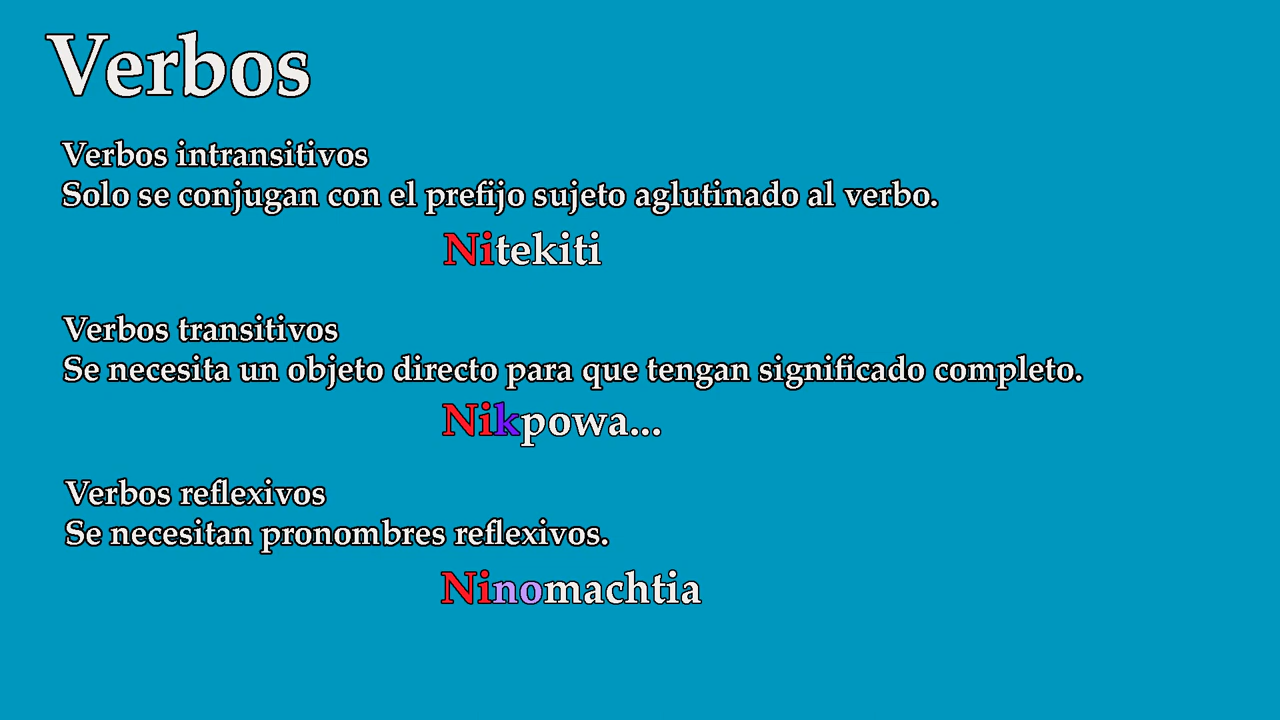 Verbos
Verbos intransitivos
Solo se conjugan con el prefijo sujeto aglutinado al verbo.
Nitekiti
Verbos transitivos
Se necesita un objeto directo para que tengan significado completo.
Nikpowa...
Verbos reflexivos
Se necesitan pronombres reflexivos.
Ninomachtia